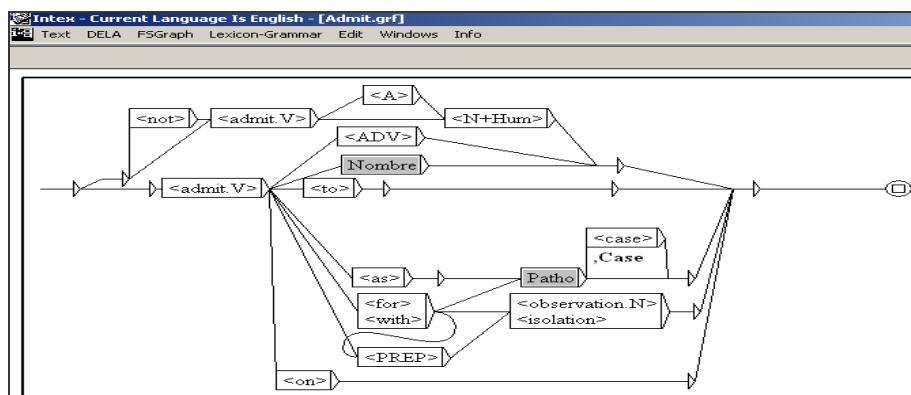 Intex - Current Language Is English - [Admit.grf]
Text DELA FSGraph Lexicon-Grammar Edit Windows Info
<A>
<not> <admit.V> <N+Hum>
<ADV>
Nombre
<admit.V> <to>
<case>
,Case
<as> Patho
<for> <observation.N>
<with> <isolation>
<PREP>
<on>